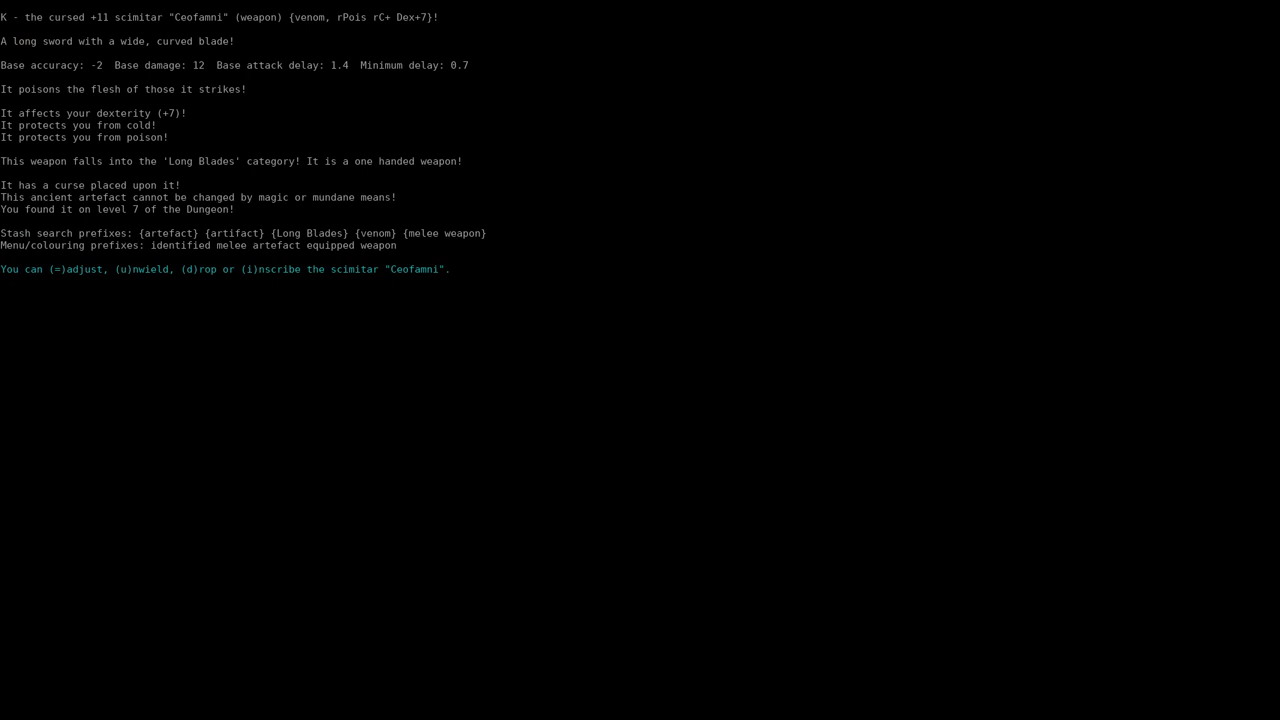 K - the cursed +11 scimitar "Ceofamni" (weapon) {venom, rPois rC+ Dex+7}!
A long sword with a wide, curved blade!
Base accuracy: -2  Base damage: 12  Base attack delay: 1.4  Minimum delay: 0.7
It poisons the flesh of those it strikes!
It affects your dexterity (+7)!
It protects you from cold!
It protects you from poison!
This weapon falls into the 'Long Blades' category! It is a one handed weapon!
It has a curse placed upon it!
This ancient artefact cannot be changed by magic or mundane means!
You found it on level 7 of the Dungeon!
Stash search prefixes: {artefact} {artifact} {Long Blades} {venom} {melee weapon}
Menu/colouring prefixes: identified melee artefact equipped weapon
You can (=)adjust, (u)nwield, (d)rop or (i)nscribe the scimitar "Ceofamni".